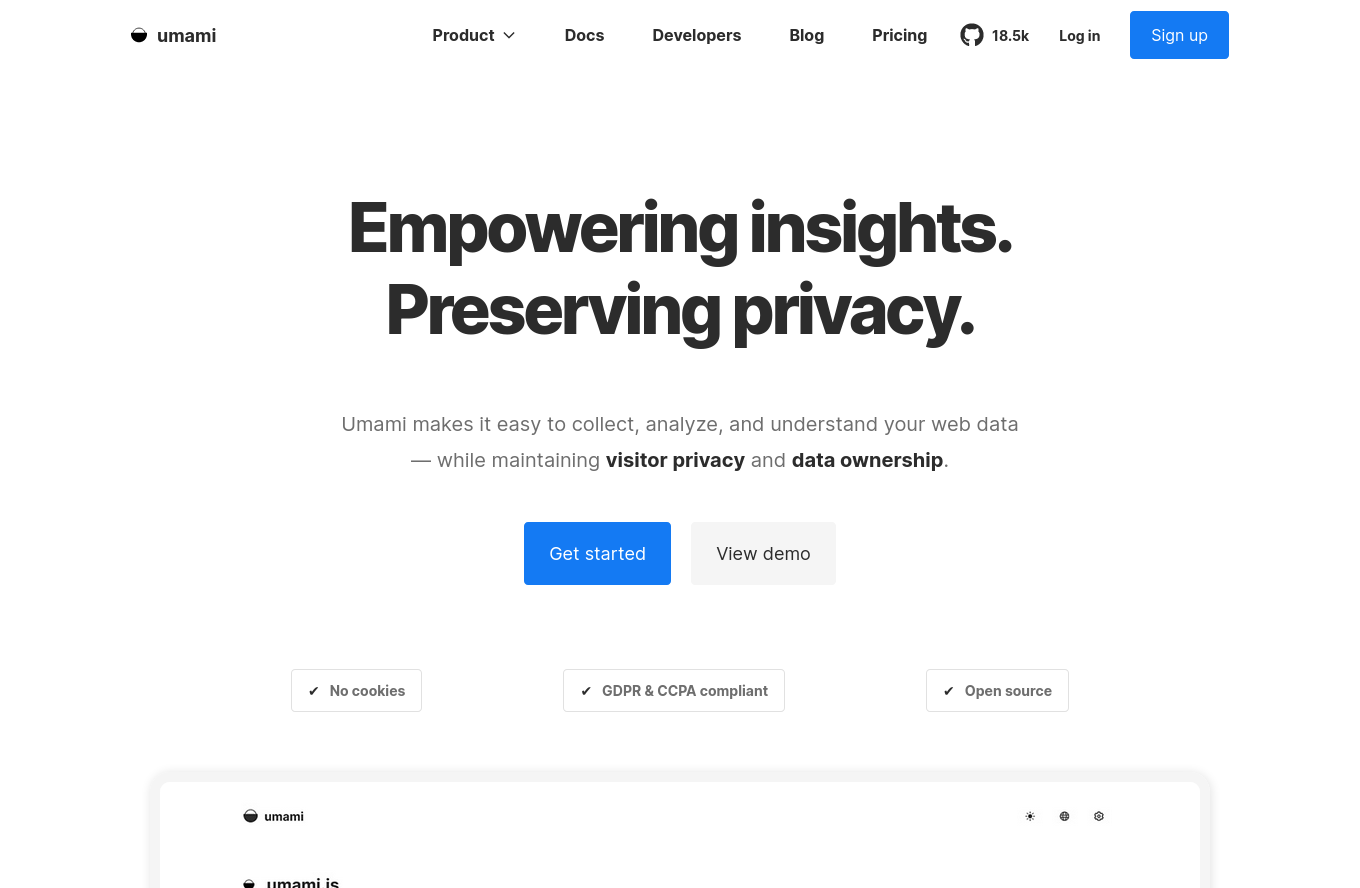 umami
Product
Docs
Developers
Blog
Pricing
18.5k
Log in
Sign up
Empowering insights.
Preserving privacy.
Umami makes it easy to collect, analyze, and understand your web data
— while maintaining visitor privacy and data ownership.
Get started
View demo
✔ No cookies
✔ GDPR & CCPA compliant
✔ Open source
umami
umami.is